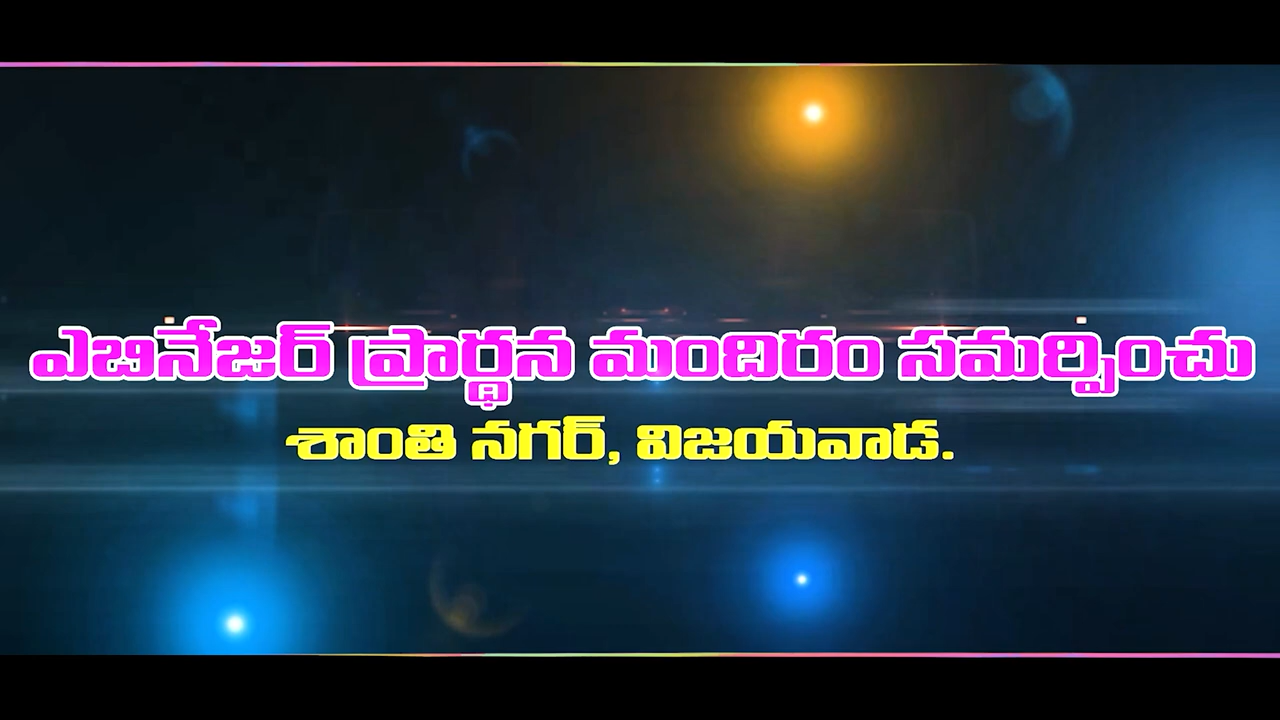 ఎబినేజర్ ప్రార్థన మందిరం సమర్పించు
శాంతి నగర్, విజయవాడ.